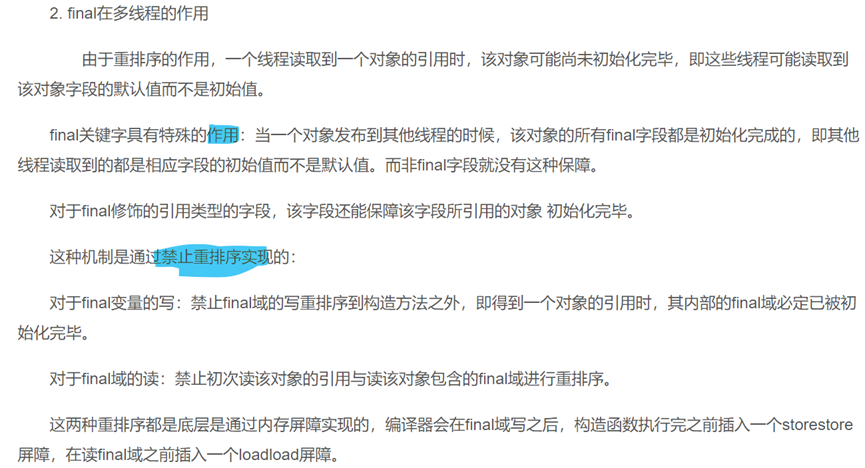 2. final在多线程的作用
由于重排序的作用，一个线程读取到一个对象的引用时，该对象可能尚未初始化完毕，即这些线程可能读取到
该对象字段的默认值而不是初始值。
final关键字具有特殊的作用：当一个对象发布到其他线程的时候，该对象的所有final字段都是初始化完成的，即其他
线程读取到的都是相应字段的初始值而不是默认值。而非final字段就没有这种保障。
对于final修饰的引用类型的字段，该字段还能保障该字段所引用的对象 初始化完毕。
这种机制是通过禁止重排序实现的：
对于final变量的写：禁止final域的写重排序到构造方法之外，即得到一个对象的引用时，其内部的final域必定已被初
始化完毕。
对于final域的读：禁止初次读该对象的引用与读该对象包含的final域进行重排序。
这两种重排序都是底层是通过内存屏障实现的，编译器会在final域写之后，构造函数执行完之前插入一个storestore
屏障，在读final域之前插入一个loadload屏障。